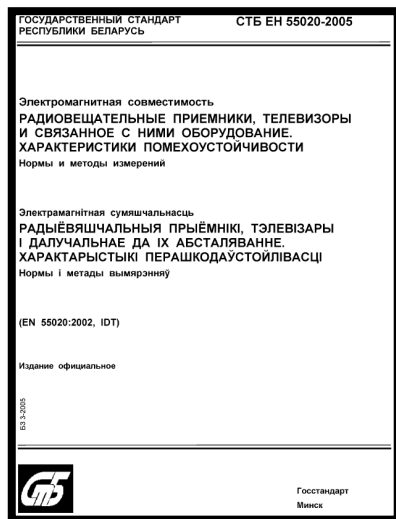 ГОСУДАРСТВЕННЫЙ СТАНДАРТ
РЕСПУБЛИКИ БЕЛАРУСЬ
СТБ ЕН 55020-2005
Электромагнитная совместимость
РАДИОВЕЩАТЕЛЬНЫЕ ПРИЕМНИКИ, ТЕЛЕВИЗОРЫ
И СВЯЗАННОЕ С НИМИ ОБОРУДОВАНИЕ.
ХАРАКТЕРИСТИКИ ПОМЕХОУСТОЙЧИВОСТИ
Нормы и методы измерений
Электрамагнітная сумяшчальнасць
РАДЫЁВЯШЧАЛЬНЫЯ ПРЫЁМНІКІ, ТЭЛЕВІЗАРЫ
І ДАЛУЧАЛЬНАЕ ДА ІХ АБСТАЛЯВАННЕ.
ХАРАКТАРЫСТЫКІ ПЕРАШКОДАЎСТОЙЛІВАСЦІ
Нормы і метады вымярэнняў
(EN 55020:2002, IDT)
Издание официальное
БЗ 3-2005
СТБ
Госстандарт
Минск